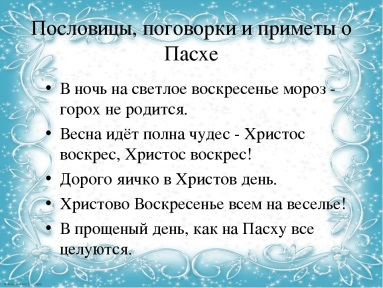 Пословицы, поговорки и приметы о
Пасхе
• В ночь на светлое воскресенье мороз -
горох не родится.
• Весна идёт полна чудес - Христос
воскрес, Христос воскрес!
• Дорого яичко в Христов день.
• Христово Воскресенье всем на веселье!
• В прощеный день, как на Пасху все
целуются.